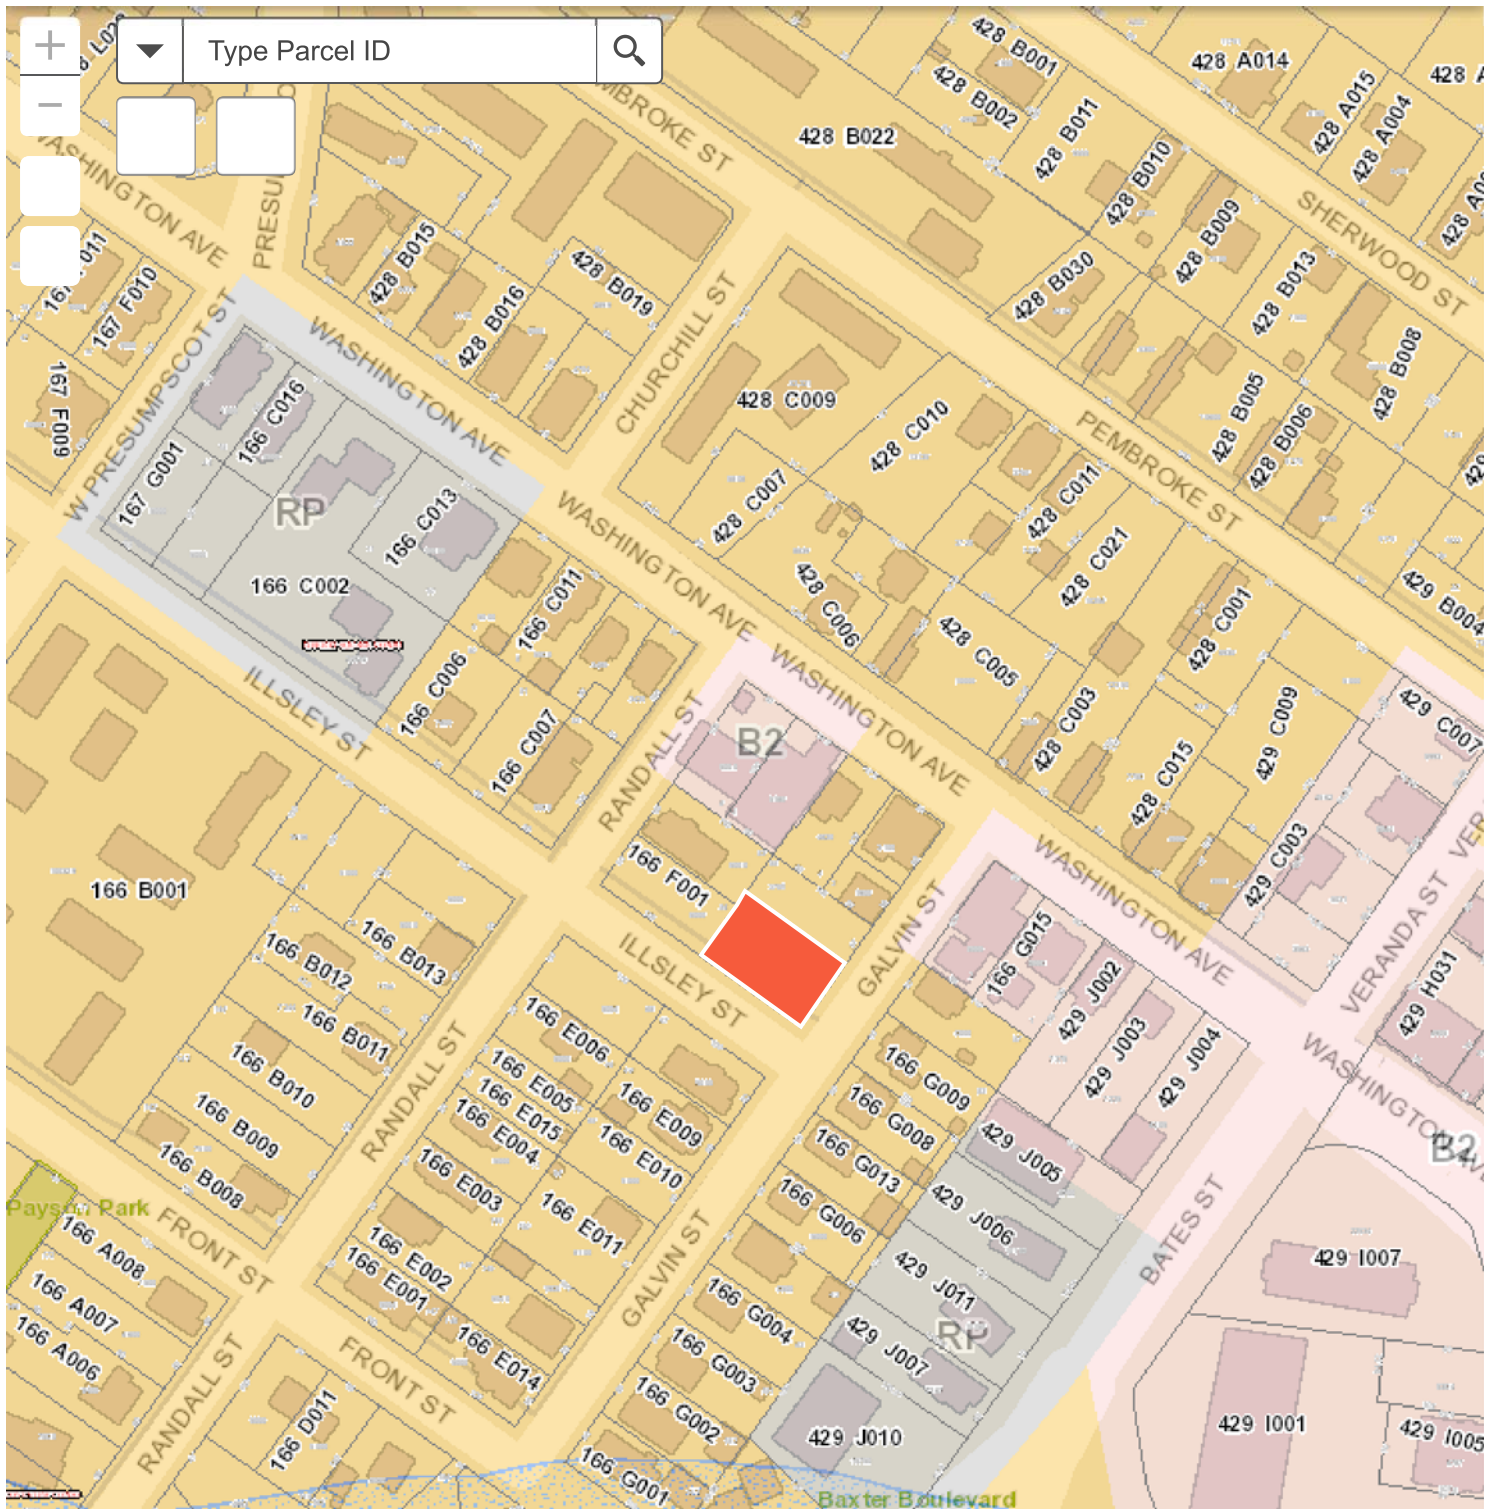 Type Parcel ID
428 B001
428 B002
428 A014
428 A015
428 A004
428 B011
428 B022
428 B010
PEMBROKE ST
WASHINGTON AVE
428 B009
SHERWOOD ST
167 F010
428 B015
428 B019
428 B030
428 B013
W PRESUMPSCOT ST
WASHINGTON AVE
428 B016
CHURCHILL ST
428 B008
167 F009
166 C016
428 C009
428 C010
428 B005
428 B006
PEMBROKE ST
167 G001
RP
166 C013
428 C007
428 C011
WASHINGTON AVE
166 C002
166 C011
428 C006
428 C021
428 C001
429 B004
428 C005
166 C006
ILLSLEY ST
166 C007
RANDALL ST
B2
WASHINGTON AVE
428 C003
428 C015
429 C009
429 C007
166 B001
166 F001
WASHINGTON AVE
429 C003
VERANDA ST
166 B012
166 B013
ILLSLEY ST
GALVIN ST
166 G015
429 J002
429 H031
166 B011
166 B010
166 B009
166 B008
RANDALL ST
166 E006
166 E005
166 E015
166 E004
166 E003
166 E009
166 E010
166 E011
166 G009
166 G008
166 G013
166 G006
429 J003
429 J004
429 J005
429 J006
WASHINGTON
B2
Payson Park
166 A008
166 A007
166 A006
FRONT ST
166 E002
166 E001
166 E014
GALVIN ST
166 G004
166 G003
166 G002
166 G001
429 J011
RP
429 J007
429 J010
BATES ST
429 I007
429 I001
429 I005
RANDALL ST
FRONT ST
166 D011
Baxter Boulevard